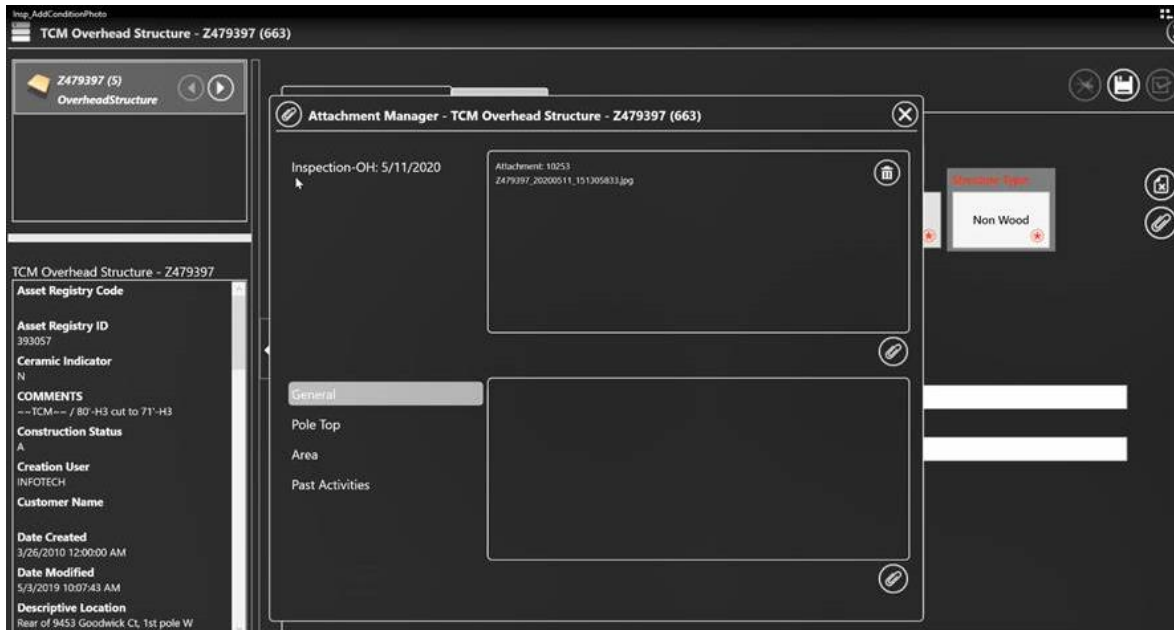 Insp_AddConditionPhoto
TCM Overhead Structure - Z479397 (663)
Z479397 (5)
OverheadStructure
TCM Overhead Structure - Z479397
Asset Registry Code
Asset Registry ID
393057
Ceramic Indicator
N
COMMENTS
~~TCM~~ / 80'-H3 cut to 71'-H3
Construction Status
A
Creation User
INFOTECH
Customer Name
Date Created
3/26/2010 12:00:00 AM
Date Modified
5/3/2019 10:07:43 AM
Descriptive Location
Rear of 9453 Goodwick Ct, 1st pole W
Attachment Manager - TCM Overhead Structure - Z479397 (663)
Inspection-OH: 5/11/2020
Attachment: 10253
Z479397_20200511_151305833.jpg
General
Pole Top
Area
Past Activities
Structure Type
Non Wood